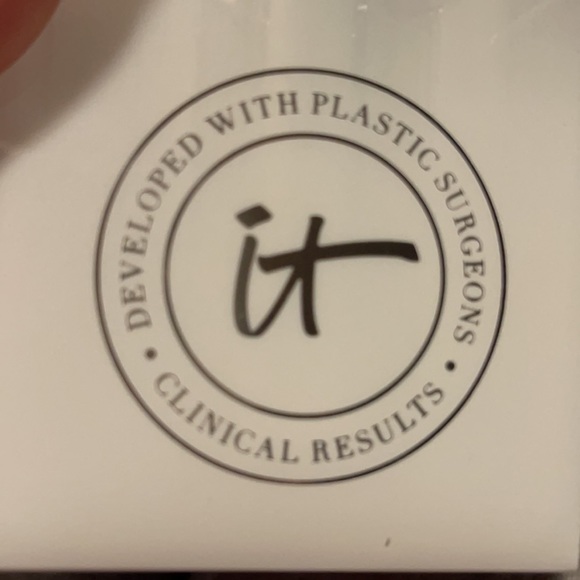 DEVELOPED WITH PLASTIC SURGEONS
it
• CLINICAL RESULTS •